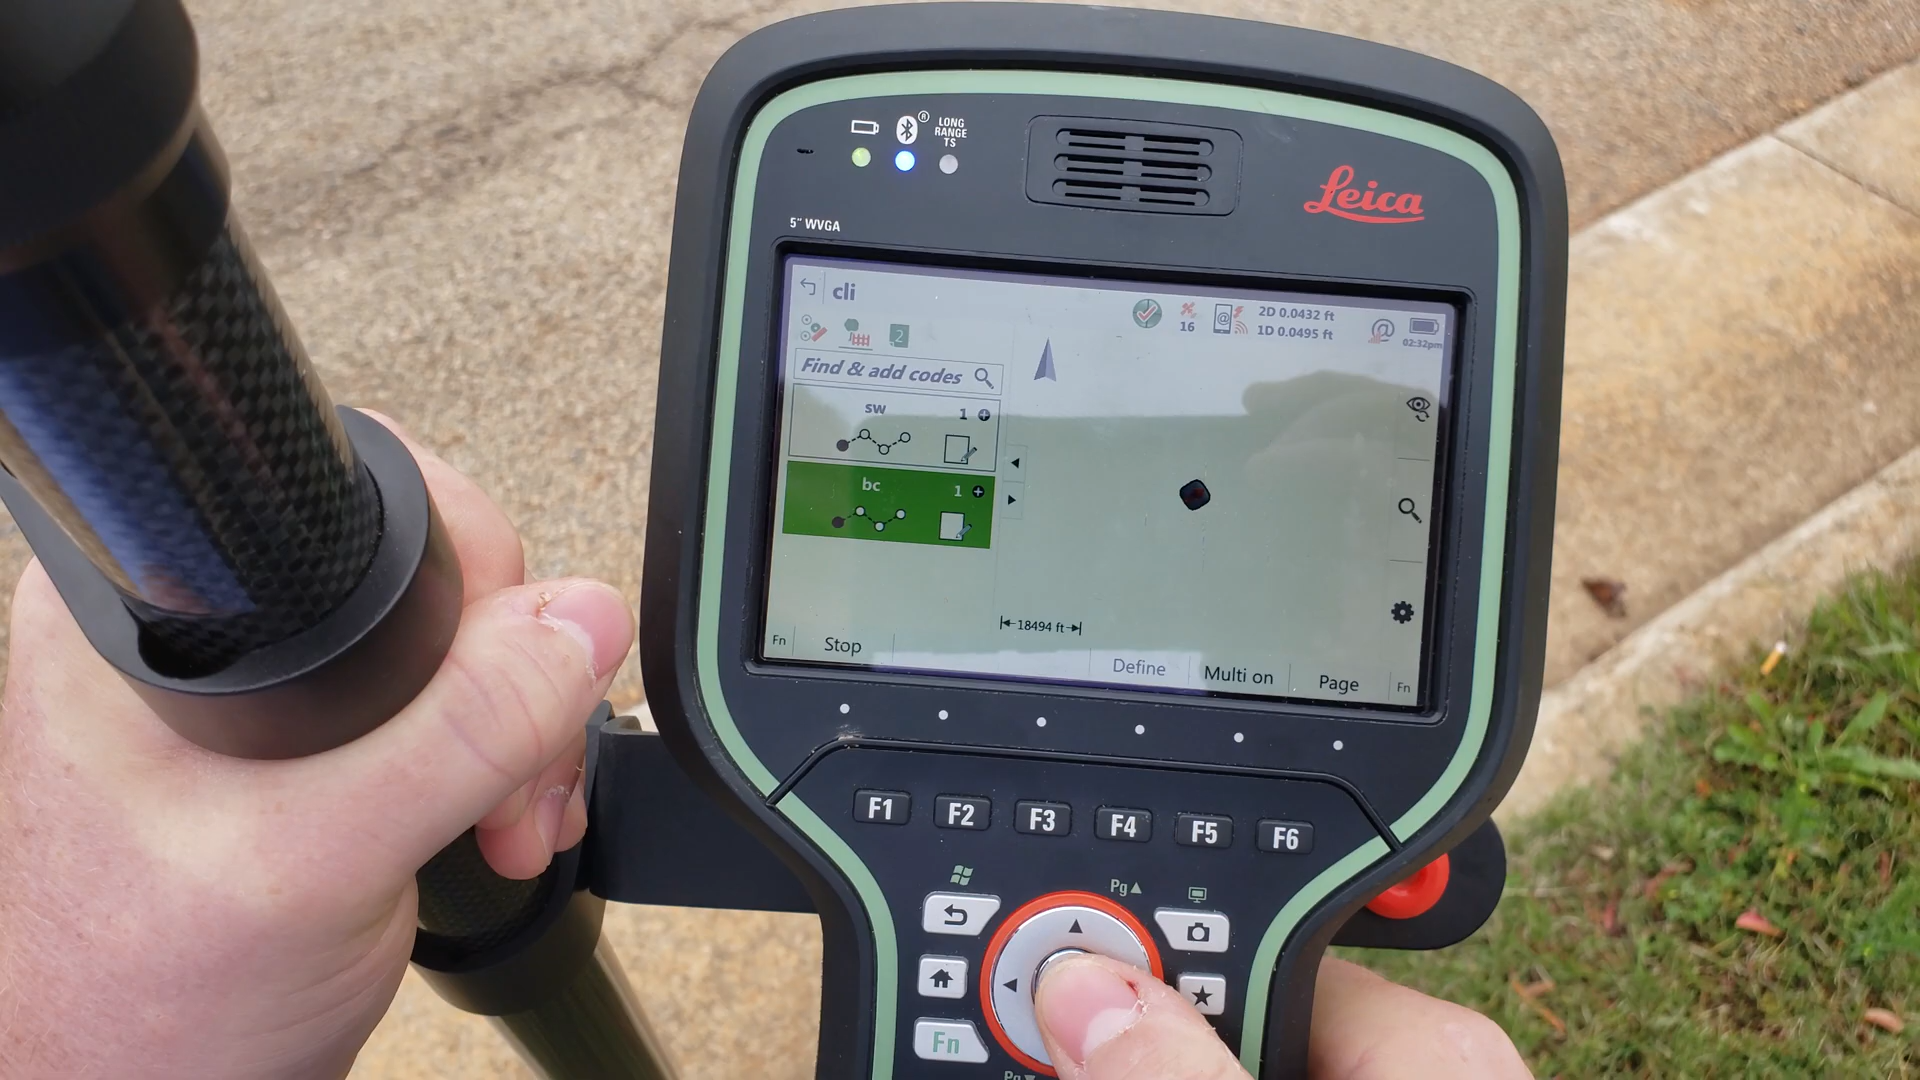 ®
LONG
RANGE
TS
Leica
5" WVGA
cli
16
2D 0.0432 ft
1D 0.0495 ft
@
@
02:32pm
2
Find & add codes
sw
1
bc
1
18494 ft
Fn
Stop
Define
Multi on
Page
Fn
F1
F2
F3
F4
F5
F6
Pg▲
Fn
Pg▼